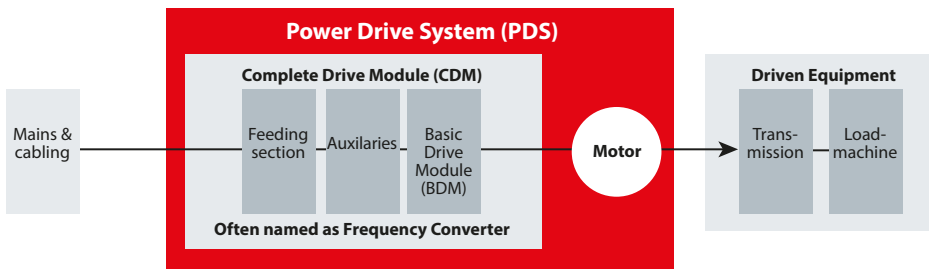 Power Drive System (PDS)
Complete Drive Module (CDM)
Driven Equipment
Mains &
cabling
Feeding
section
Auxilaries
Basic
Drive
Module
(BDM)
Motor
Trans-
mission
Load-
machine
Often named as Frequency Converter